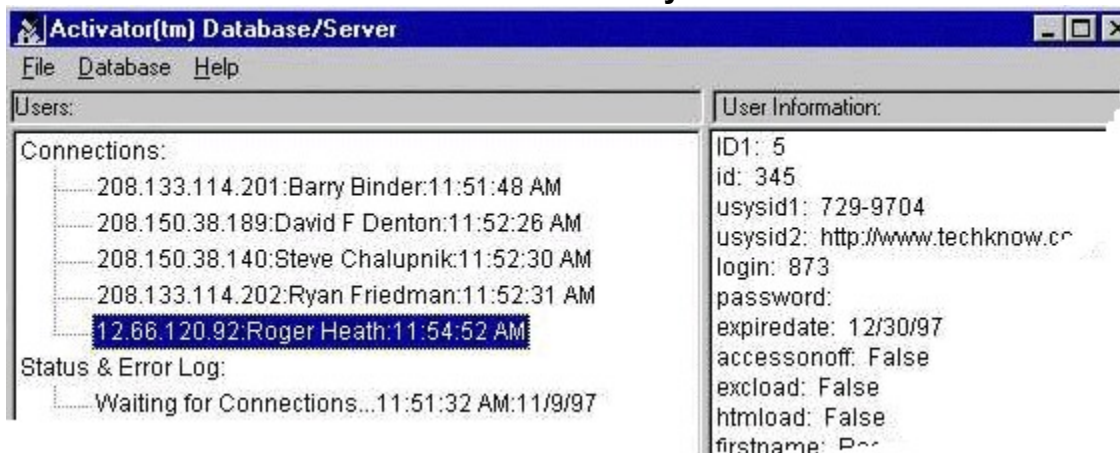 Activator(tm) Database/Server
File Database Help
Users:
Connections:
208.133.114.201:Barry Binder:11:51:48 AM
208.150.38.189:David F Denton:11:52:26 AM
208.150.38.140:Steve Chalupnik:11:52:30 AM
208.133.114.202:Ryan Friedman:11:52:31 AM
12.66.120.92:Roger Heath:11:54:52 AM
Status & Error Log:
Waiting for Connections...11:51:32 AM:11/9/97
User Information:
ID1: 5
id: 345
usysid1: 729-9704
usysid2: http://www.techknow.c
login: 873
password:
expiredate: 12/30/97
accessonoff: False
excload: False
htmload: False
firstname: